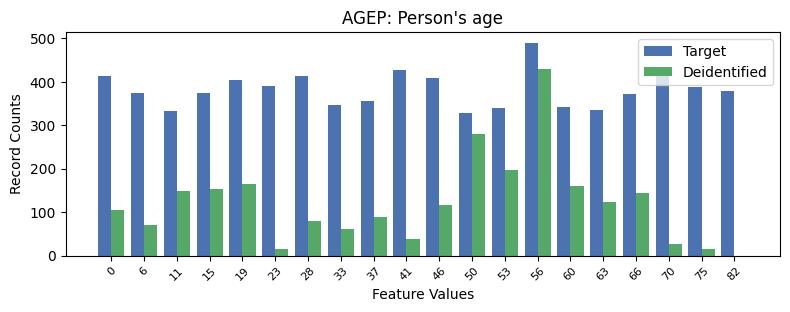 AGEP: Person's age
Target
Deidentified
Record Counts
500
400
300
200
100
0
0 6 11 15 19 23 28 33 37 41 46 50 53 56 60 63 66 70 75 82
Feature Values